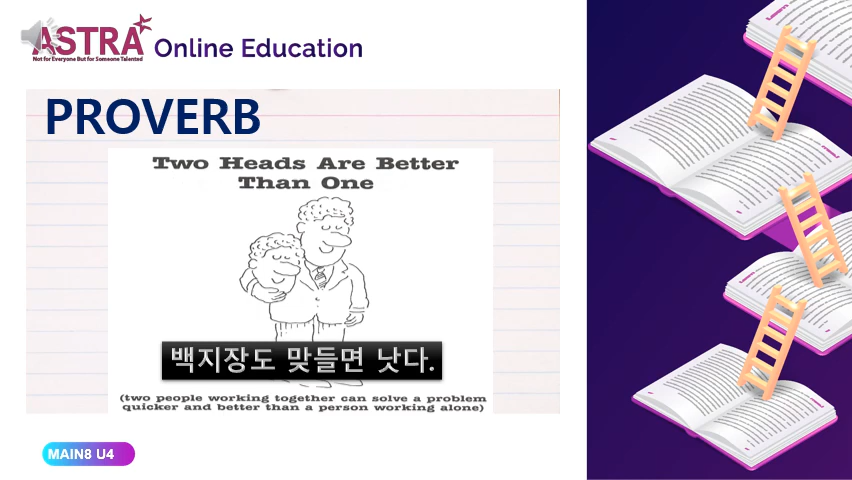 ASTRA
Not for Everyone But for Someone Talented
Online Education
PROVERB
Two Heads Are Better
Than One
백지장도 맞들면 낫다.
(two people working together can solve a problem
quicker and better than a person working alone)
MAIN8 U4